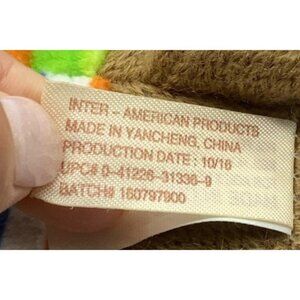 INTER - AMERICAN PRODUCTS
MADE IN YANCHENG, CHINA
PRODUCTION DATE: 10/16
UPC# 0-41226-31336-9
BATCH# 160797900